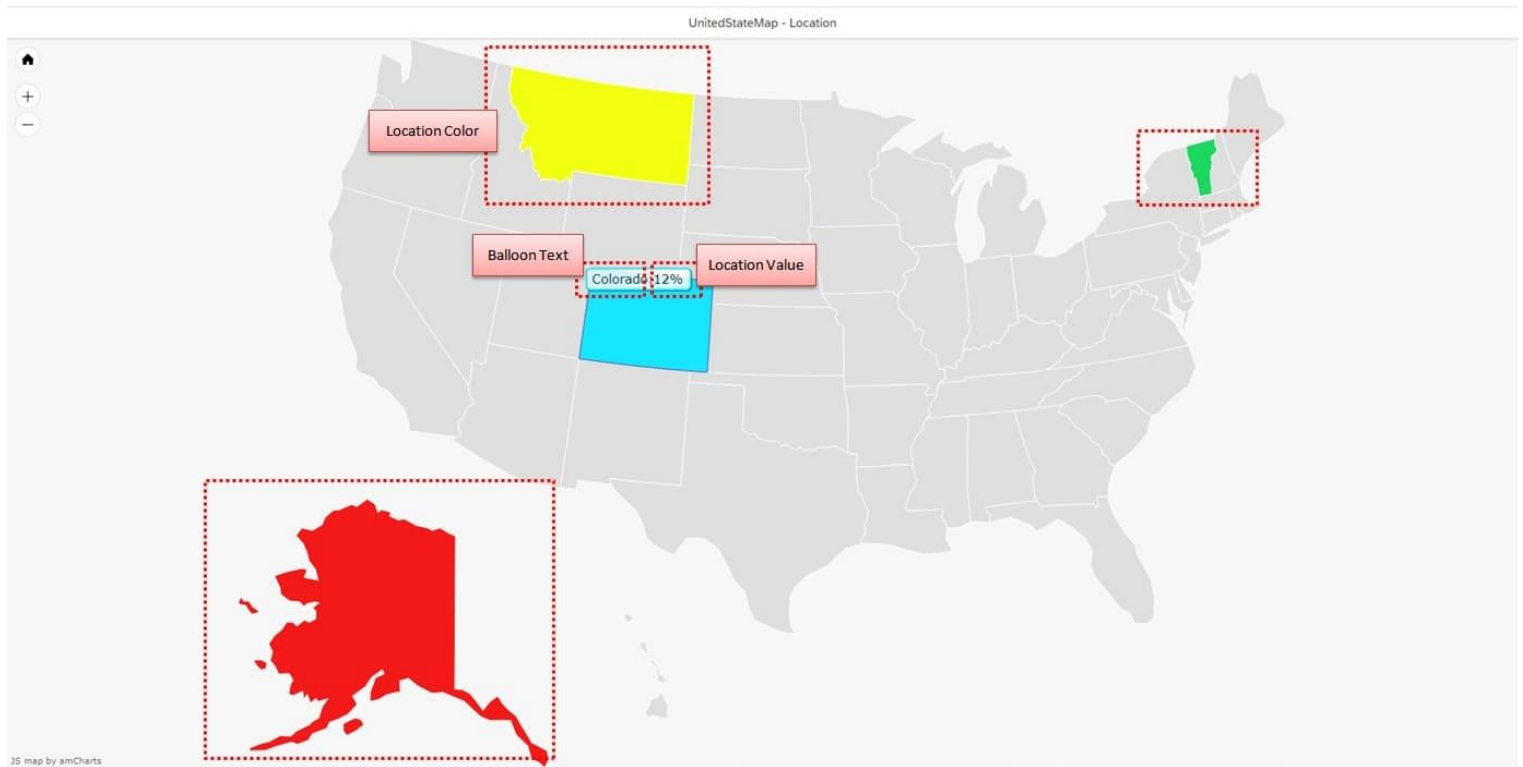 UnitedStateMap - Location
Location Color
Balloon Text
Location Value
Colorado 12%
JS map by amCharts